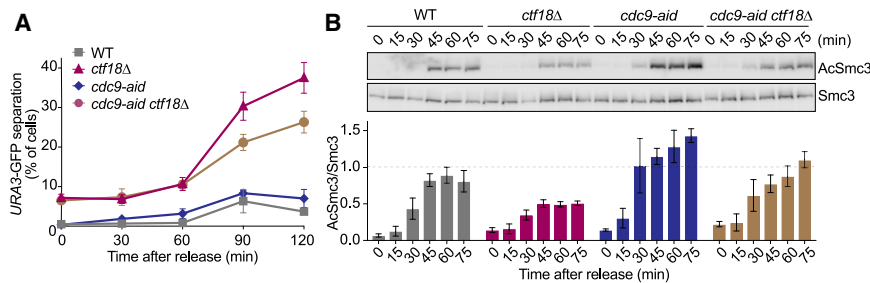 A
WT
ctf18Δ
cdc9-aid
cdc9-aid ctf18Δ
URA3-GFP separation
(% of cells)
40
30
20
10
0
0 30 60 90 120
Time after release (min)
B
WT ctf18Δ cdc9-aid cdc9-aid ctf18Δ
0 15 30 45 60 75 0 15 30 45 60 75 0 15 30 45 60 75 0 15 30 45 60 75 (min)
AcSmc3
Smc3
AcSmc3/Smc3
1.5
1.0
0.5
0.0
0 15 30 45 60 75 0 15 30 45 60 75 0 15 30 45 60 75 0 15 30 45 60 75
Time after release (min)